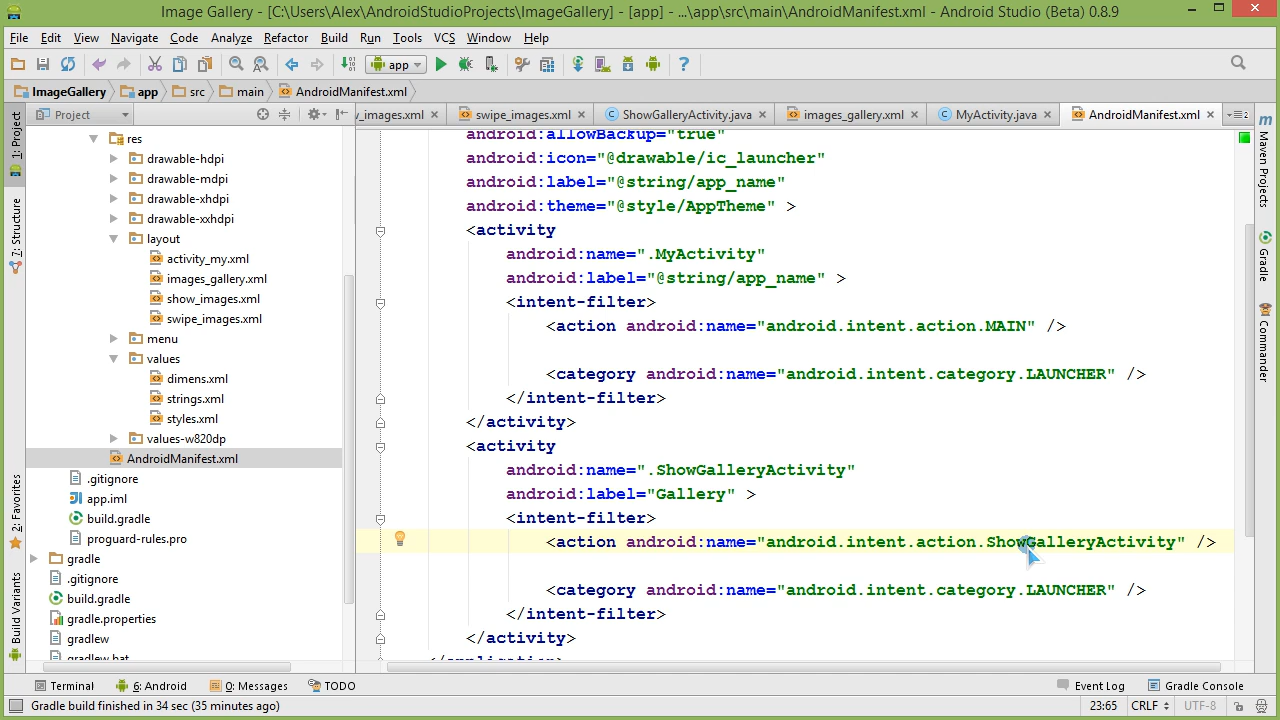 Image Gallery - [C:\Users\Alex\AndroidStudioProjects\ImageGallery] - [app] - ...\app\src\main\AndroidManifest.xml - Android Studio (Beta) 0.8.9
File Edit View Navigate Code Analyze Refactor Build Run Tools VCS Window Help
app
ImageGallery app src main AndroidManifest.xml
Project
w_images.xml swipe_images.xml ShowGalleryActivity.java images_gallery.xml MyActivity.java AndroidManifest.xml
1: Project
7: Structure
2: Favorites
Build Variants
res
drawable-hdpi
drawable-mdpi
drawable-xhdpi
drawable-xxhdpi
layout
activity_my.xml
images_gallery.xml
show_images.xml
swipe_images.xml
menu
values
dimens.xml
strings.xml
styles.xml
values-w820dp
AndroidManifest.xml
.gitignore
app.iml
build.gradle
proguard-rules.pro
gradle
.gitignore
build.gradle
gradle.properties
gradlew
gradlew.bat
android:allowBackup="true"
android:icon="@drawable/ic_launcher"
android:label="@string/app_name"
android:theme="@style/AppTheme" >
<activity
android:name=".MyActivity"
android:label="@string/app_name" >
<intent-filter>
<action android:name="android.intent.action.MAIN" />
<category android:name="android.intent.category.LAUNCHER" />
</intent-filter>
</activity>
<activity
android:name=".ShowGalleryActivity"
android:label="Gallery" >
<intent-filter>
<action android:name="android.intent.action.ShowGalleryActivity" />
<category android:name="android.intent.category.LAUNCHER" />
</intent-filter>
</activity>
</application>
Maven Projects
Gradle
Commander
Terminal 6: Android 0: Messages TODO Event Log Gradle Console
Gradle build finished in 34 sec (35 minutes ago) 23:65 CRLF UTF-8